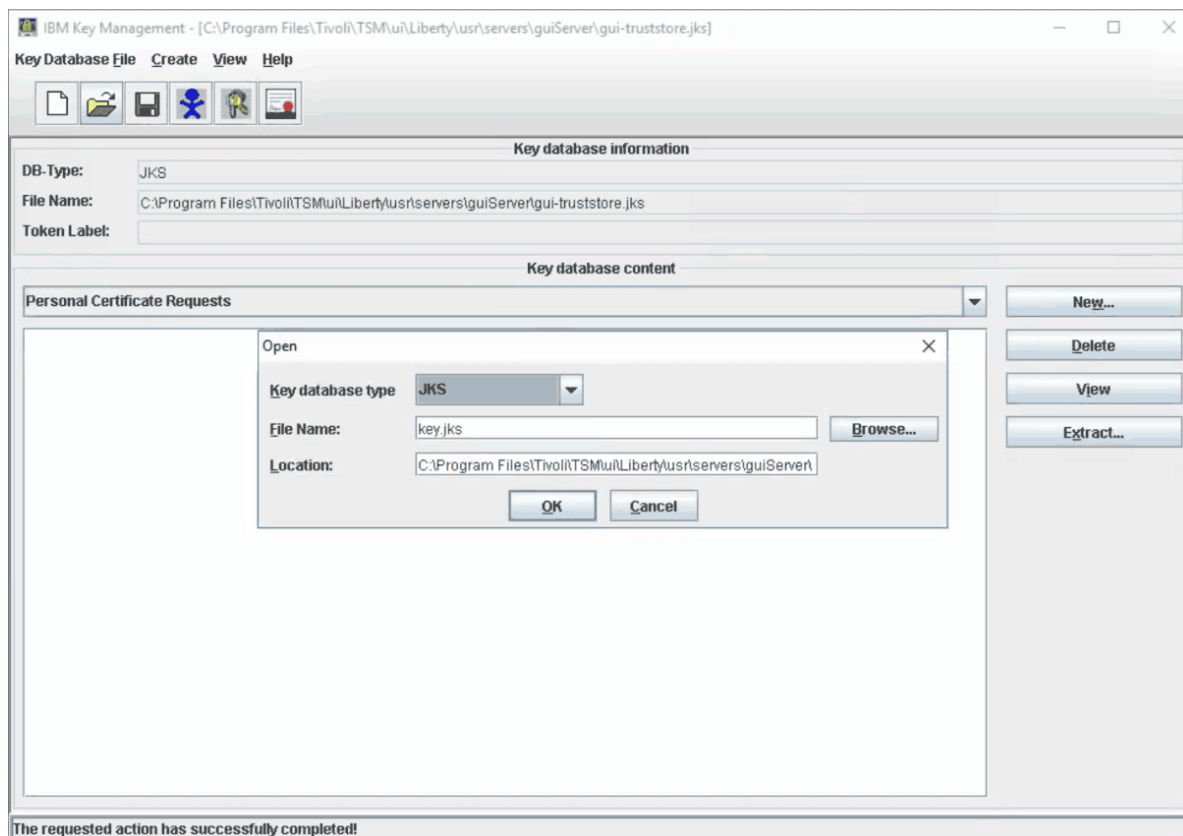 IBM Key Management - [C:\Program Files\Tivoli\TSM\ui\Liberty\usr\servers\guiServer\gui-truststore.jks]
Key Database File Create View Help
Key database information
DB-Type: JKS
File Name: C:\Program Files\Tivoli\TSM\ui\Liberty\usr\servers\guiServer\gui-truststore.jks
Token Label:
Key database content
Personal Certificate Requests
New...
Open
Delete
Key database type JKS
View
File Name: key.jks Browse...
Extract...
Location: C:\Program Files\Tivoli\TSM\ui\Liberty\usr\servers\guiServer\
OK Cancel
The requested action has successfully completed!